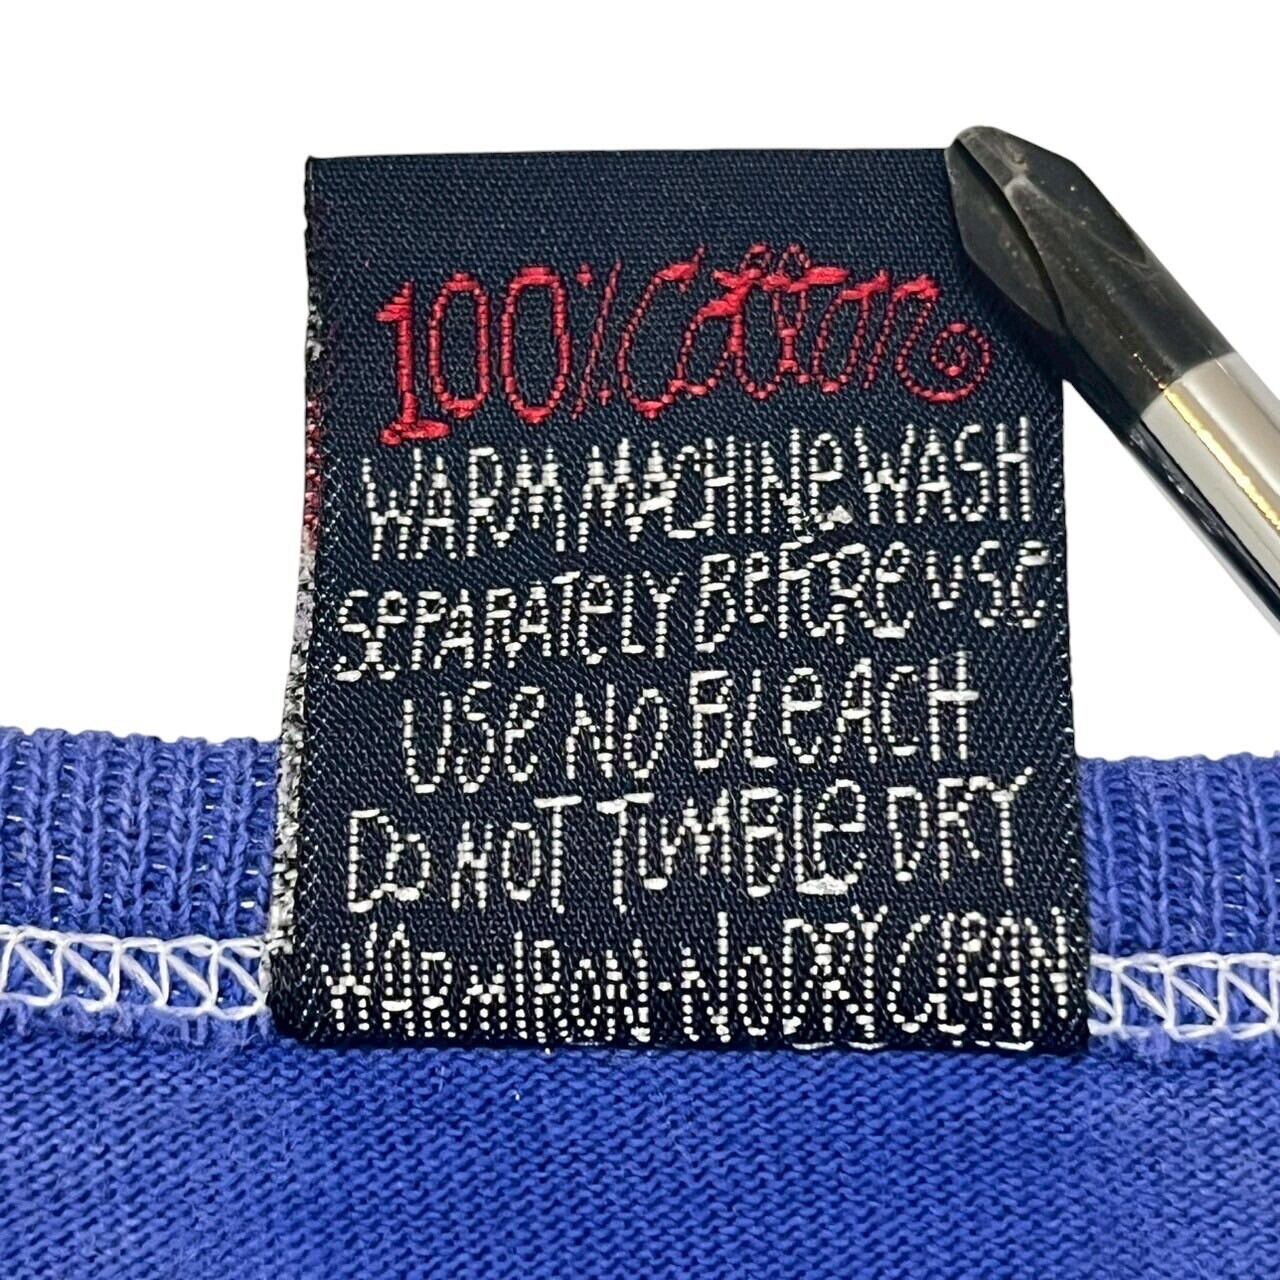 100% Cotton
WARM MACHINe WASH
SePARATeLY BeFORe USe
USe NO BLeACH
DO NOT TUMBLe DRY
WARM IRON · NO DRY CLEAN